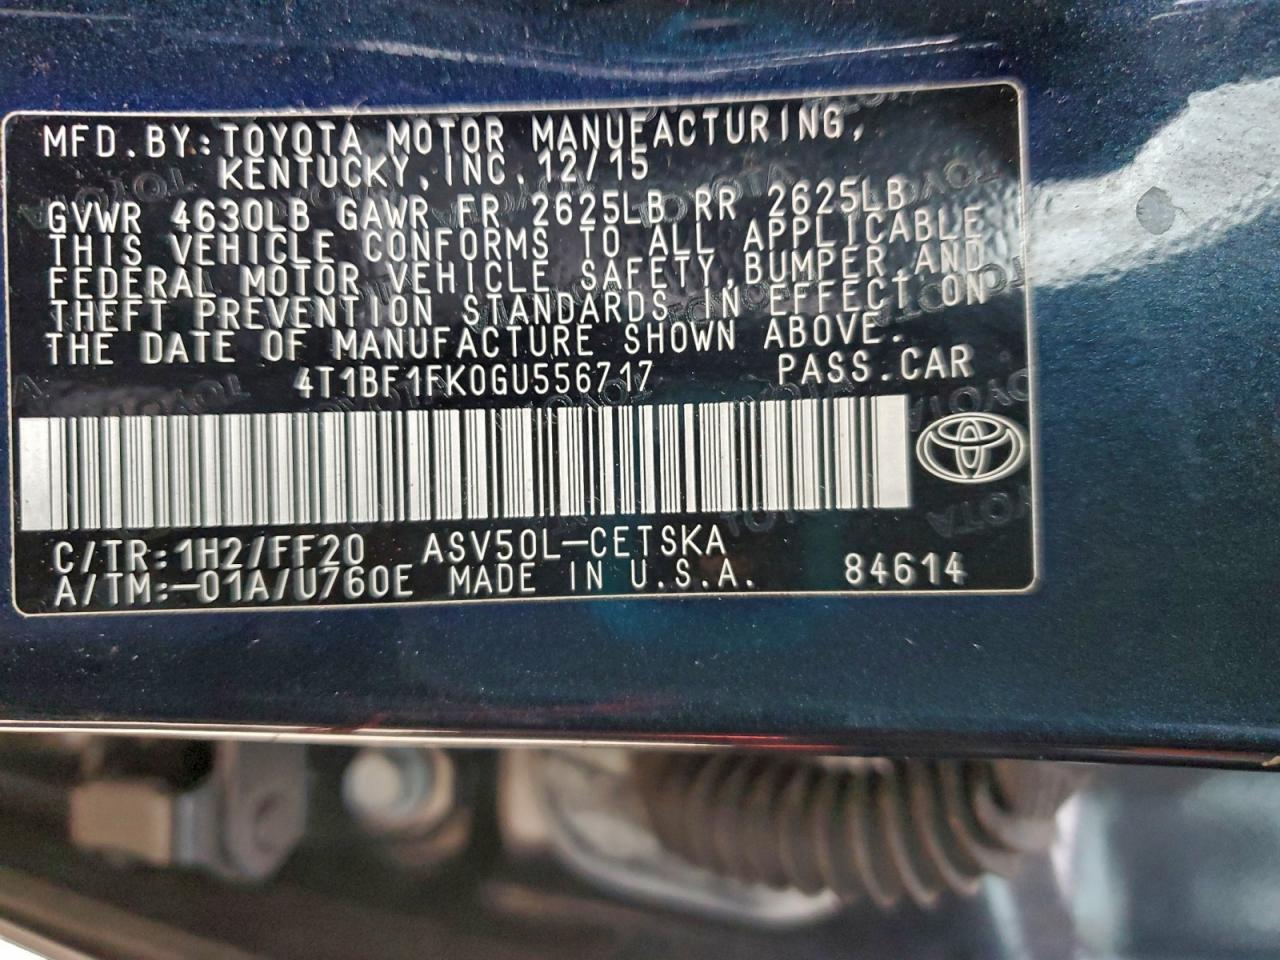 MFD.BY:TOYOTA MOTOR MANUFACTURING,
KENTUCKY,INC.12/15
GVWR 4630LB GAWR FR 2625LB RR 2625LB
THIS VEHICLE CONFORMS TO ALL APPLICABLE
FEDERAL MOTOR VEHICLE SAFETY,BUMPER,AND
THEFT PREVENTION STANDARDS IN EFFECT ON
THE DATE OF MANUFACTURE SHOWN ABOVE.
4T1BF1FK0GU556717 PASS.CAR
C/TR:1H2/FF20 ASV50L-CETSKA
A/TM:-01A/U760E MADE IN U.S.A. 84614